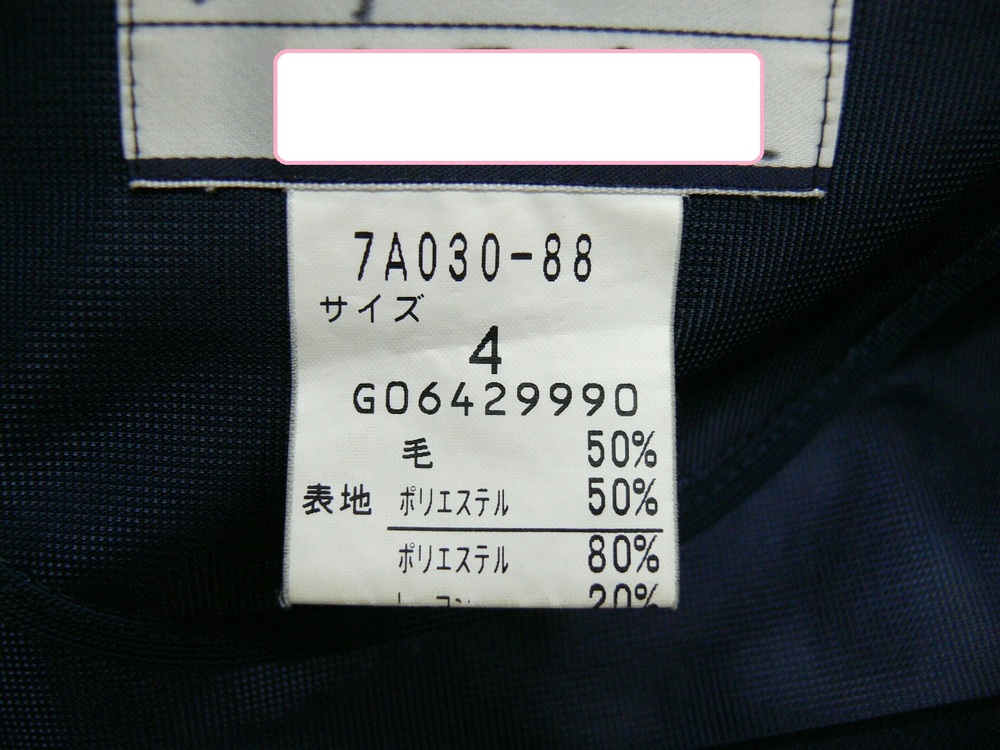 7A030-88
サイズ
4
G06429990
毛 50%
表地 ポリエステル 50%
ポリエステル 80%
20%